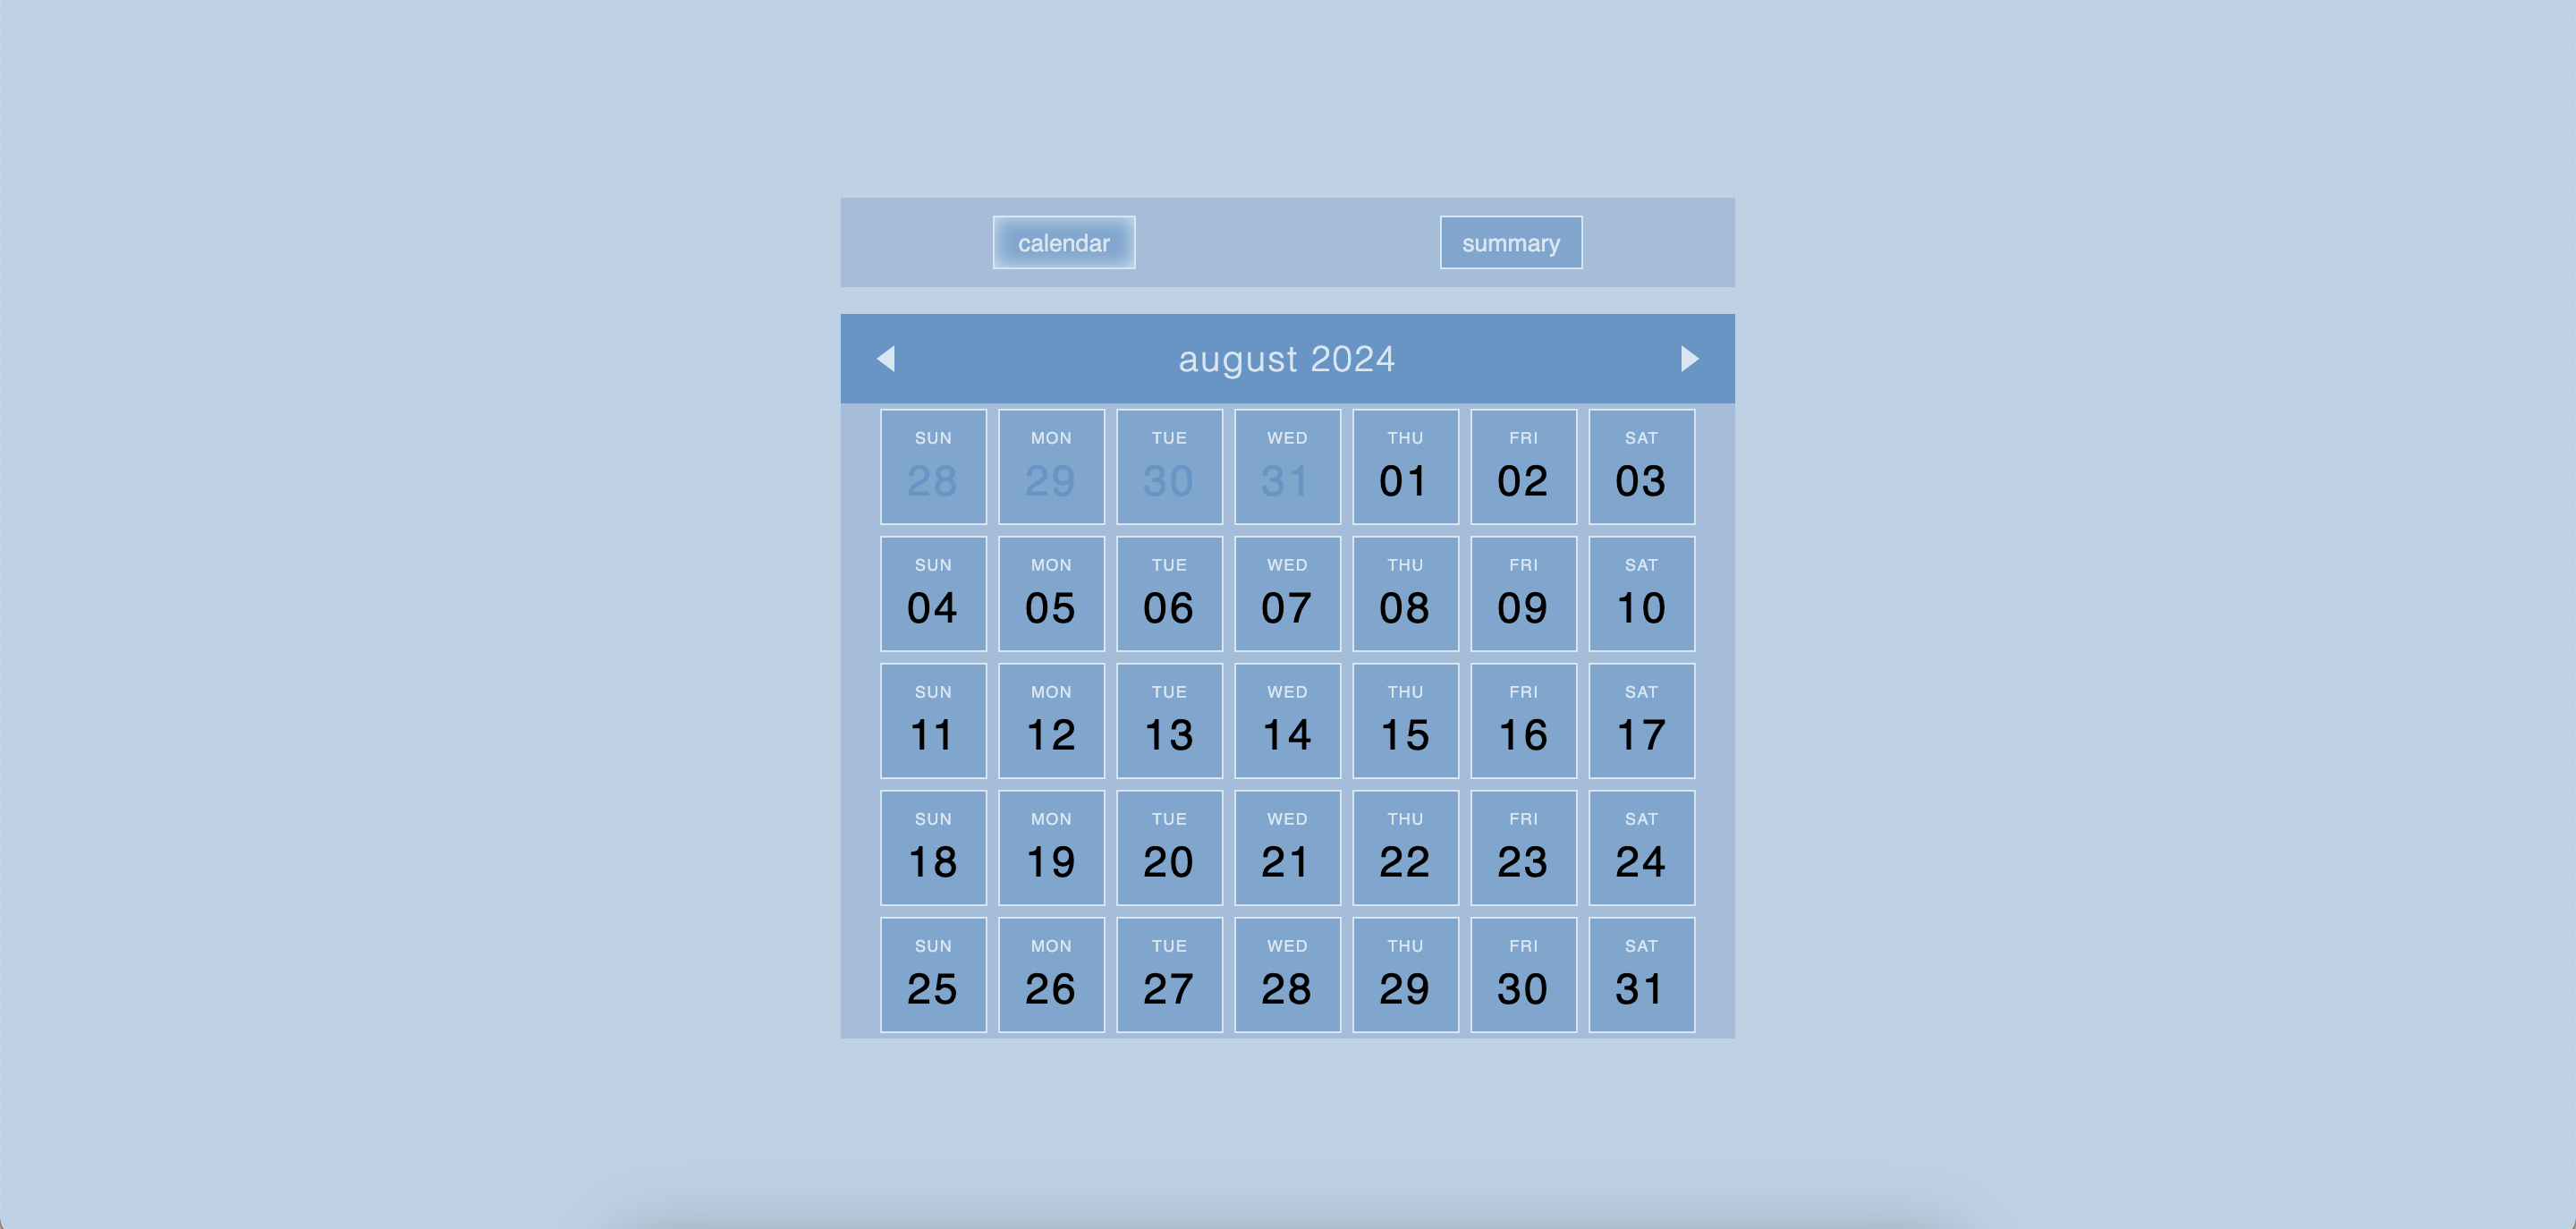 calendar summary
august 2024
SUN MON TUE WED THU FRI SAT
28 29 30 31 01 02 03
SUN MON TUE WED THU FRI SAT
04 05 06 07 08 09 10
SUN MON TUE WED THU FRI SAT
11 12 13 14 15 16 17
SUN MON TUE WED THU FRI SAT
18 19 20 21 22 23 24
SUN MON TUE WED THU FRI SAT
25 26 27 28 29 30 31